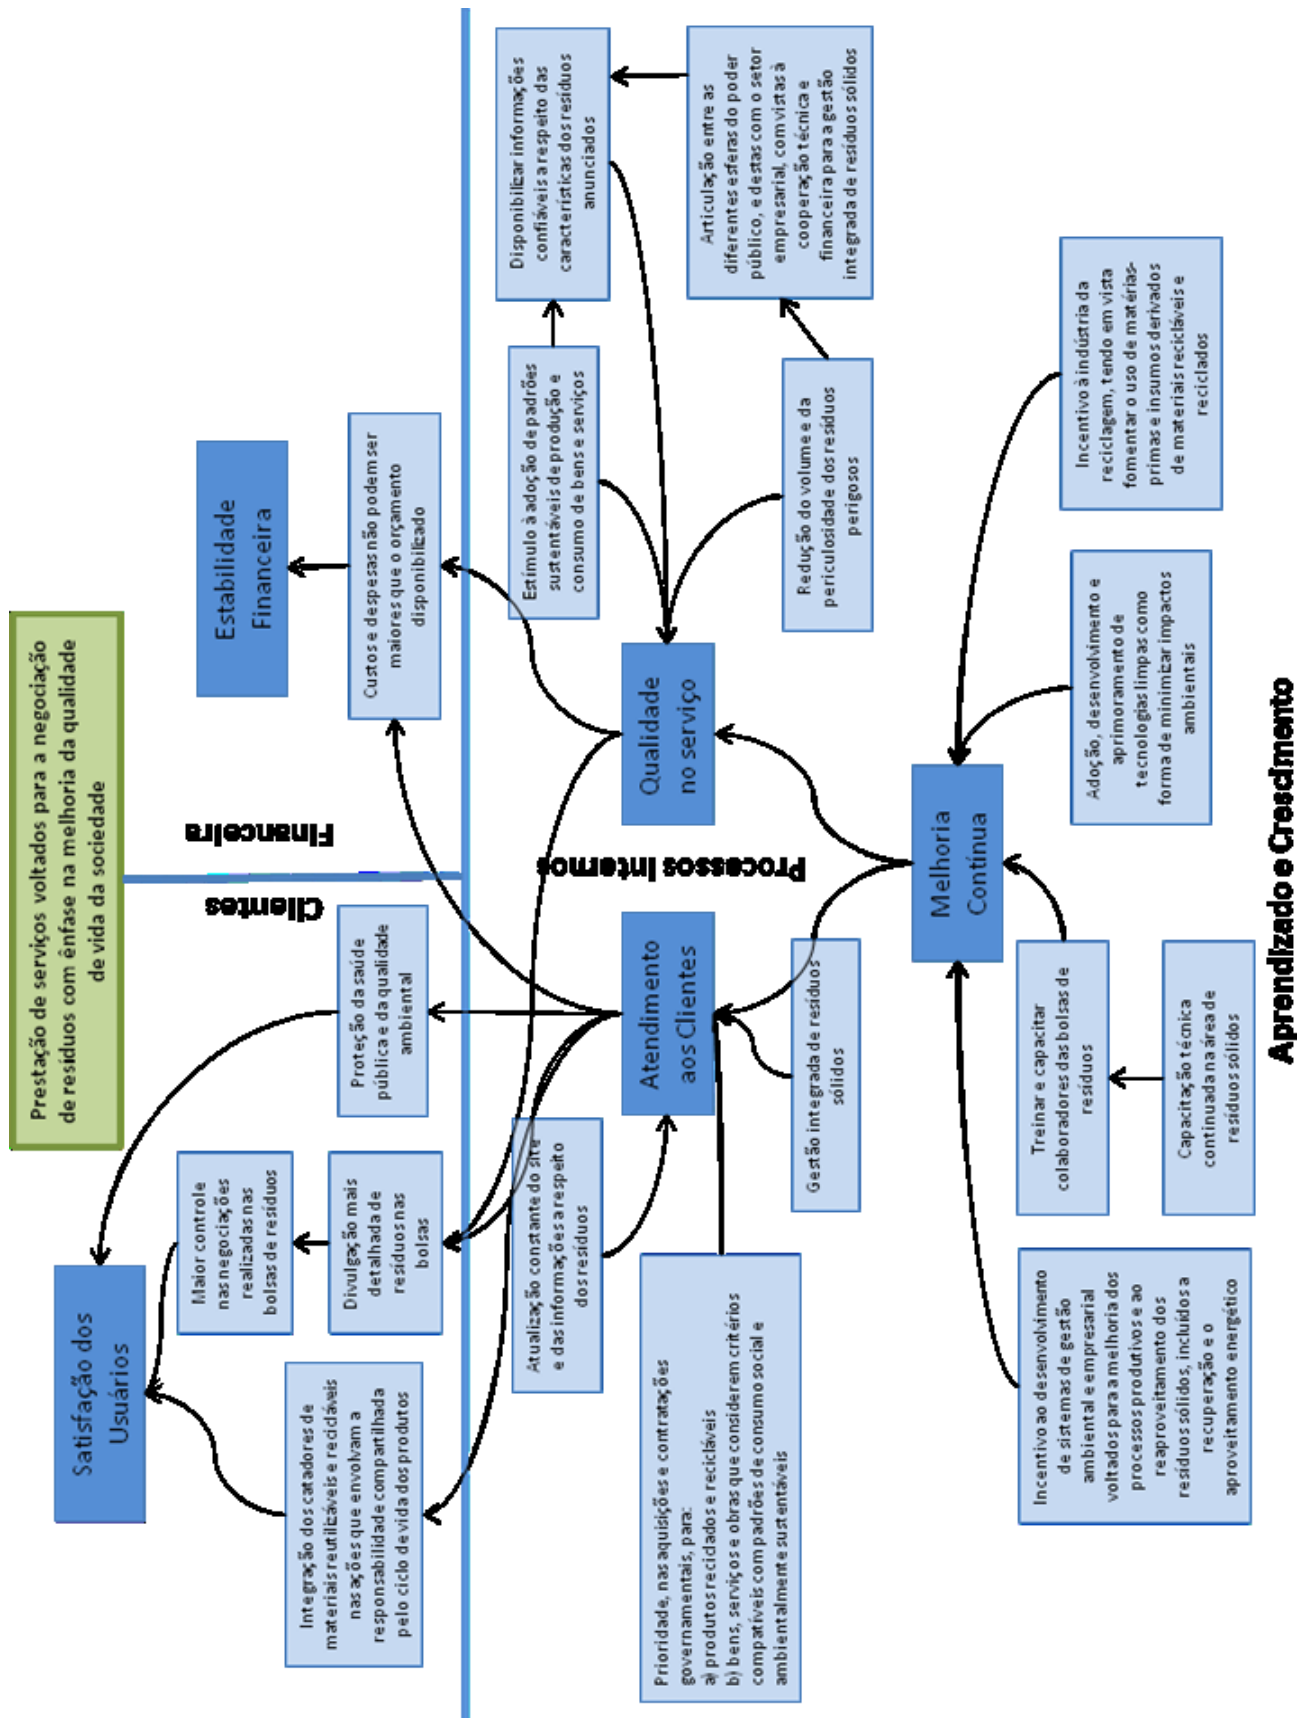 Prestação de serviços voltados para a negociação
de resíduos com ênfase na melhoria da qualidade
de vida da sociedade
Clientes
Financeira
Satisfação dos
Usuários
Estabilidade
Financeira
Maior controle
nas negociações
realizadas nas
bolsas de resíduos
Integração dos catadores de
materiais reutilizáveis e recicláveis
nas ações que envolvam a
responsabilidade compartilhada
pelo ciclo de vida dos produtos
Divulgação mais
detalhada de
resíduos nas
bolsas
Proteção da saúde
pública e da qualidade
ambiental
Custos e despesas não podem ser
maiores que o orçamento
disponibilizado
Processos Internos
Atualização constante do site
e das informações a respeito
dos resíduos
Estímulo à adoção de padrões
sustentáveis de produção e
consumo de bens e serviços
Disponibilizar informações
confiáveis a respeito das
características dos resíduos
anunciados
Prioridade, nas aquisições e contratações
governamentais, para:
a) produtos reciclados e recicláveis
b) bens, serviços e obras que considerem critérios
compatíveis com padrões de consumo social e
ambientalmente sustentáveis
Atendimento
aos Clientes
Qualidade
no serviço
Articulação entre as
diferentes esferas do poder
público, e destas com o setor
empresarial, com vistas à
cooperação técnica e
financeira para a gestão
integrada de resíduos sólidos
Gestão integrada de resíduos
sólidos
Redução do volume e da
periculosidade dos resíduos
perigosos
Melhoria
Contínua
Incentivo ao desenvolvimento
de sistemas de gestão
ambiental e empresarial
voltados para a melhoria dos
processos produtivos e ao
reaproveitamento dos
resíduos sólidos, incluídos a
recuperação e o
aproveitamento energético
Treinar e capacitar
colaboradores das bolsas de
resíduos
Capacitação técnica
continuada na área de
resíduos sólidos
Adoção, desenvolvimento e
aprimoramento de
tecnologias limpas como
forma de minimizar impactos
ambientais
Incentivo à indústria da
reciclagem, tendo em vista
fomentar o uso de matérias-
primas e insumos derivados
de materiais recicláveis e
reciclados
Aprendizado e Crescimento